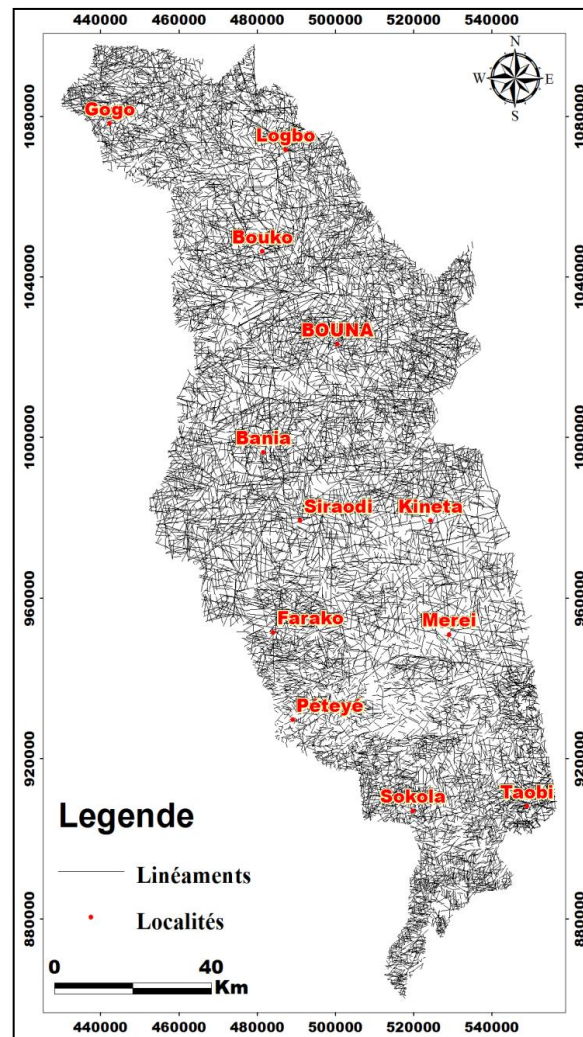 440000 460000 480000 500000 520000 540000
N
W E
S
1080000 1080000
Gogo
Logbo
Bouko
1040000 1040000
BOUNA
1000000 1000000
Bania
Siraodi Kineta
960000 960000
Farako Merei
Peteyé
920000 920000
Sokola Taobi
Legende
Linéaments
Localités
880000 880000
0 40
Km
440000 460000 480000 500000 520000 540000